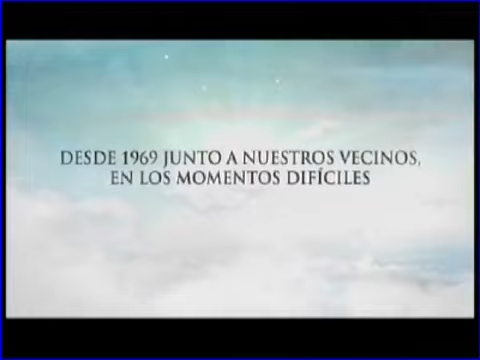 DESDE 1969 JUNTO A NUESTROS VECINOS,
EN LOS MOMENTOS DIFÍCILES